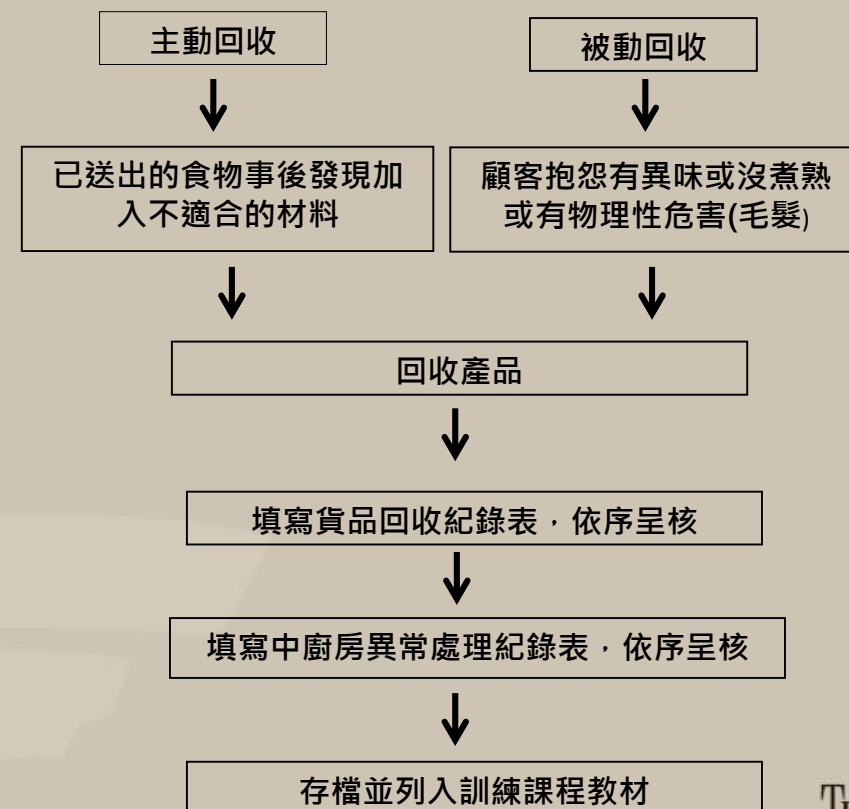 主動回收
被動回收
已送出的食物事後發現加
入不適合的材料
顧客抱怨有異味或沒煮熟
或有物理性危害(毛髮)
回收產品
填寫貨品回收紀錄表，依序呈核
填寫中廚房異常處理紀錄表，依序呈核
存檔並列入訓練課程教材